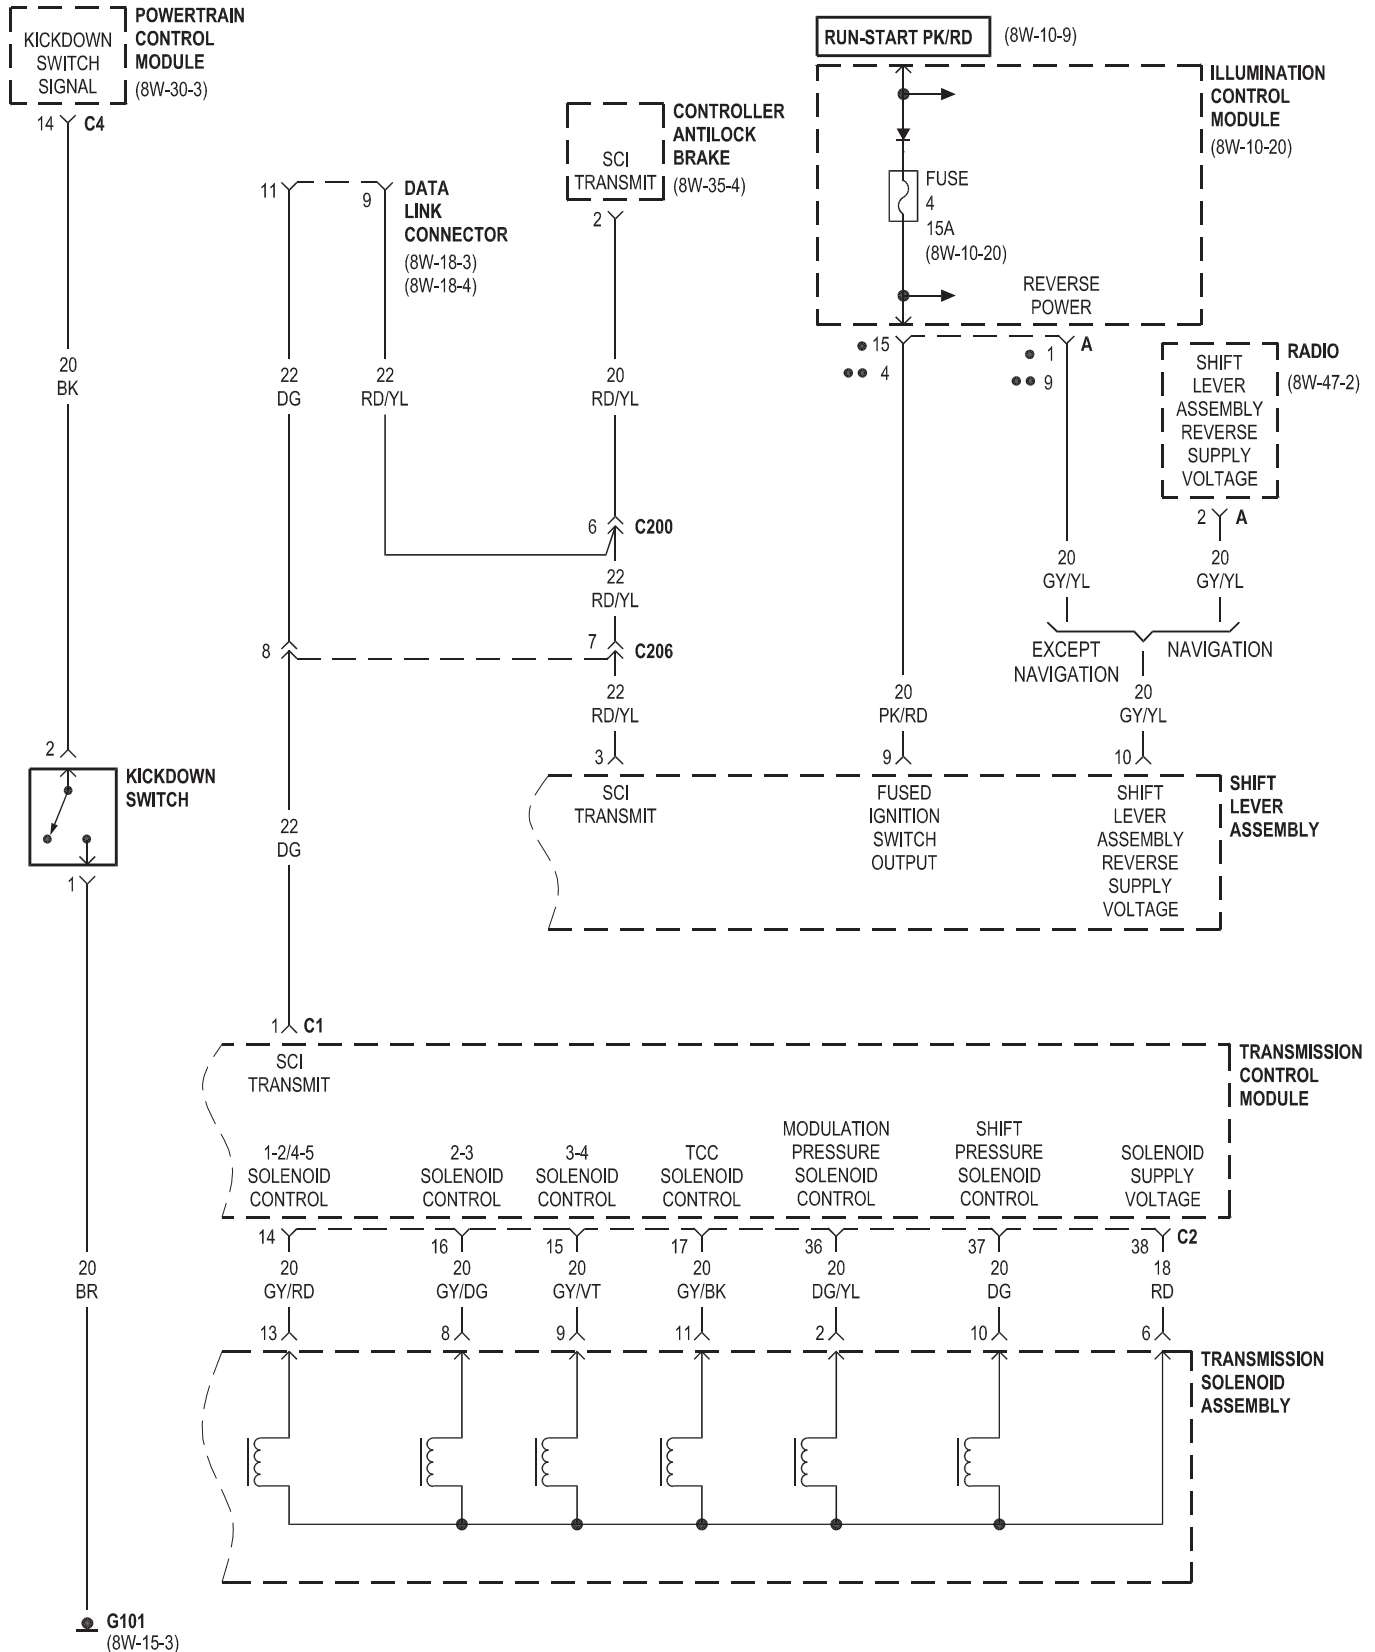 POWERTRAIN
CONTROL
MODULE
(8W-30-3)
KICKDOWN
SWITCH
SIGNAL
14
C4
20
BK
2
KICKDOWN
SWITCH
1
20
BR
G101
(8W-15-3)
11
9
DATA
LINK
CONNECTOR
(8W-18-3)
(8W-18-4)
22
DG
22
RD/YL
CONTROLLER
ANTILOCK
BRAKE
(8W-35-4)
SCI
TRANSMIT
2
20
RD/YL
6
C200
22
RD/YL
8
7
C206
22
RD/YL
22
DG
RUN-START PK/RD
(8W-10-9)
ILLUMINATION
CONTROL
MODULE
(8W-10-20)
FUSE
4
15A
(8W-10-20)
REVERSE
POWER
15
4
1
9
A
RADIO
(8W-47-2)
SHIFT
LEVER
ASSEMBLY
REVERSE
SUPPLY
VOLTAGE
2
A
20
GY/YL
20
GY/YL
EXCEPT
NAVIGATION
NAVIGATION
20
PK/RD
20
GY/YL
3
9
10
SHIFT
LEVER
ASSEMBLY
SCI
TRANSMIT
FUSED
IGNITION
SWITCH
OUTPUT
SHIFT
LEVER
ASSEMBLY
REVERSE
SUPPLY
VOLTAGE
1
C1
SCI
TRANSMIT
TRANSMISSION
CONTROL
MODULE
1-2/4-5
SOLENOID
CONTROL
2-3
SOLENOID
CONTROL
3-4
SOLENOID
CONTROL
TCC
SOLENOID
CONTROL
MODULATION
PRESSURE
SOLENOID
CONTROL
SHIFT
PRESSURE
SOLENOID
CONTROL
SOLENOID
SUPPLY
VOLTAGE
14
16
15
17
36
37
38
C2
20
GY/RD
20
GY/DG
20
GY/VT
20
GY/BK
20
DG/YL
20
DG
18
RD
13
8
9
11
2
10
6
TRANSMISSION
SOLENOID
ASSEMBLY